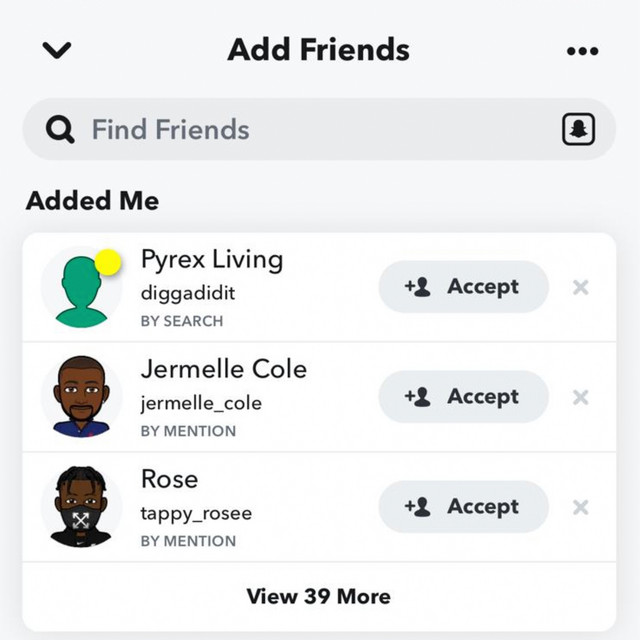 Add Friends
Find Friends
Added Me
Pyrex Living
diggadidit
BY SEARCH
Accept
Jermelle Cole
jermelle_cole
BY MENTION
Accept
Rose
tappy_rosee
BY MENTION
Accept
View 39 More